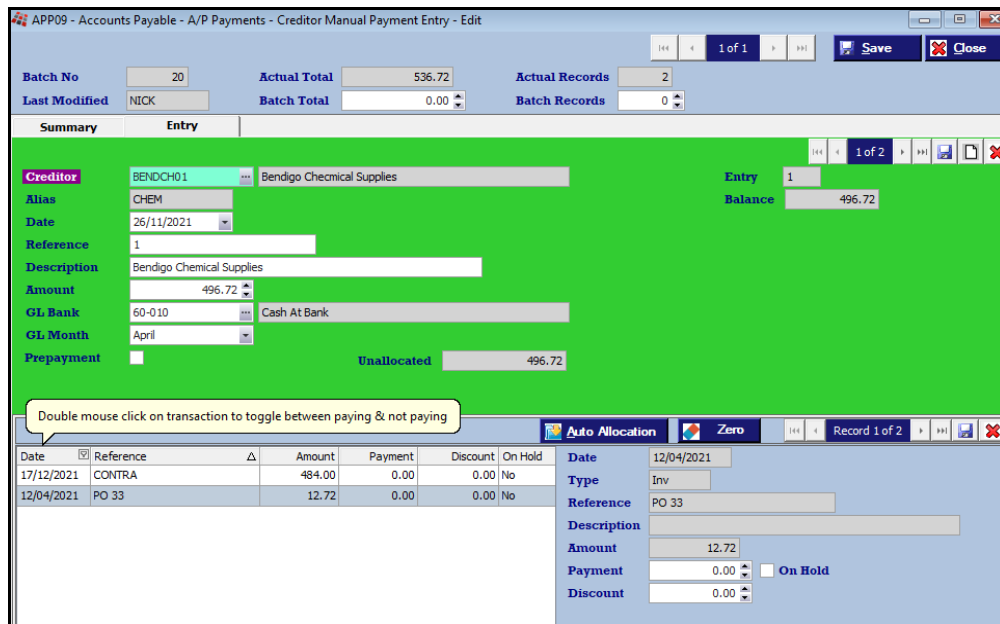 APP09 - Accounts Payable - A/P Payments - Creditor Manual Payment Entry - Edit
1 of 1 Save Close
Batch No 20 Actual Total 536.72 Actual Records 2
Last Modified NICK Batch Total 0.00 Batch Records 0
Summary Entry
1 of 2
Creditor BENDCH01 ... Bendigo Checmical Supplies Entry 1
Alias CHEM Balance 496.72
Date 26/11/2021
Reference 1
Description Bendigo Chemical Supplies
Amount 496.72
GL Bank 60-010 ... Cash At Bank
GL Month April
Prepayment Unallocated 496.72
Double mouse click on transaction to toggle between paying & not paying
Auto Allocation Zero Record 1 of 2
Date Reference Amount Payment Discount On Hold
17/12/2021 CONTRA 484.00 0.00 0.00 No
12/04/2021 PO 33 12.72 0.00 0.00 No
Date 12/04/2021
Type Inv
Reference PO 33
Description
Amount 12.72
Payment 0.00 On Hold
Discount 0.00